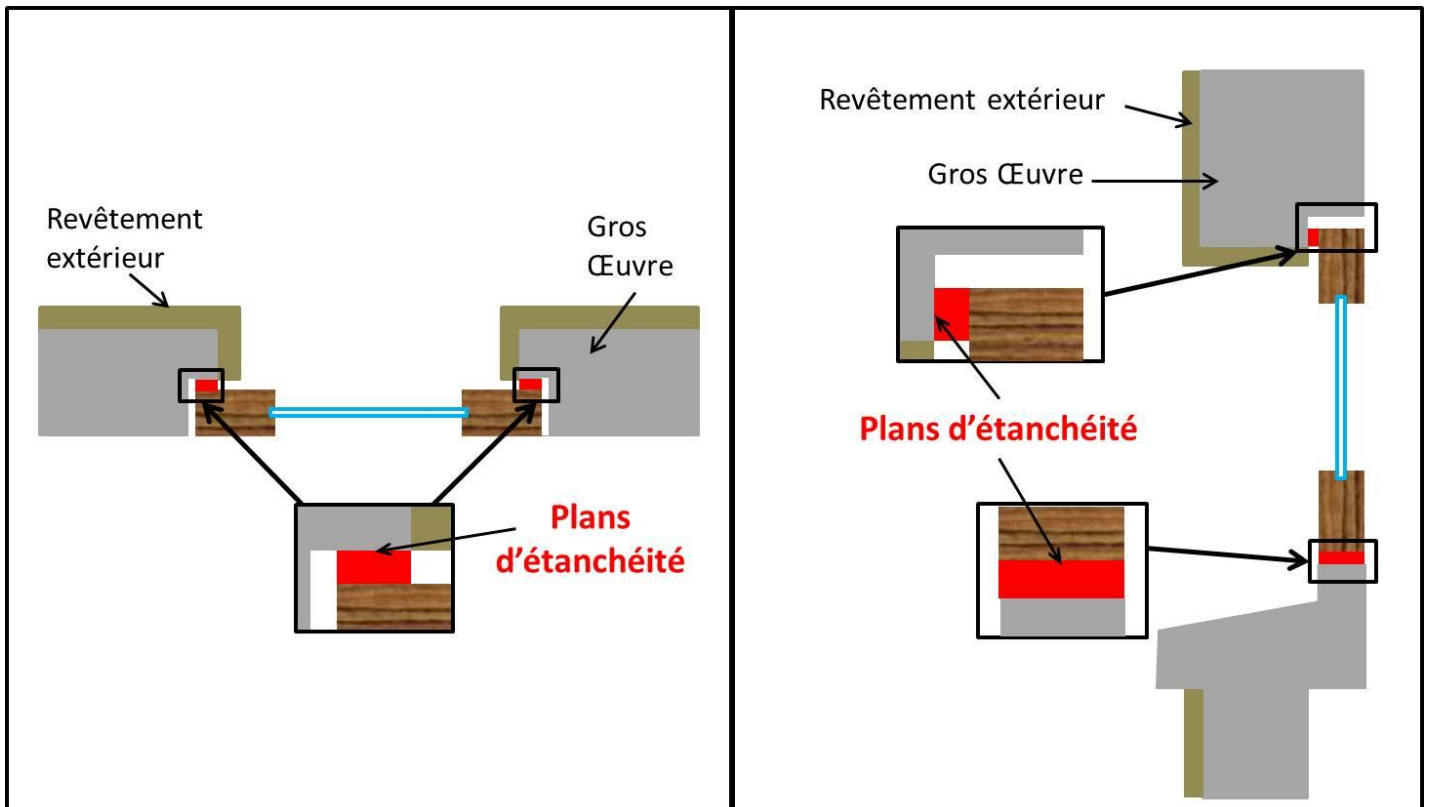 Revêtement
extérieur
Gros
Œuvre
Plans
d'étanchéité
Revêtement extérieur
Gros Œuvre
Plans d'étanchéité